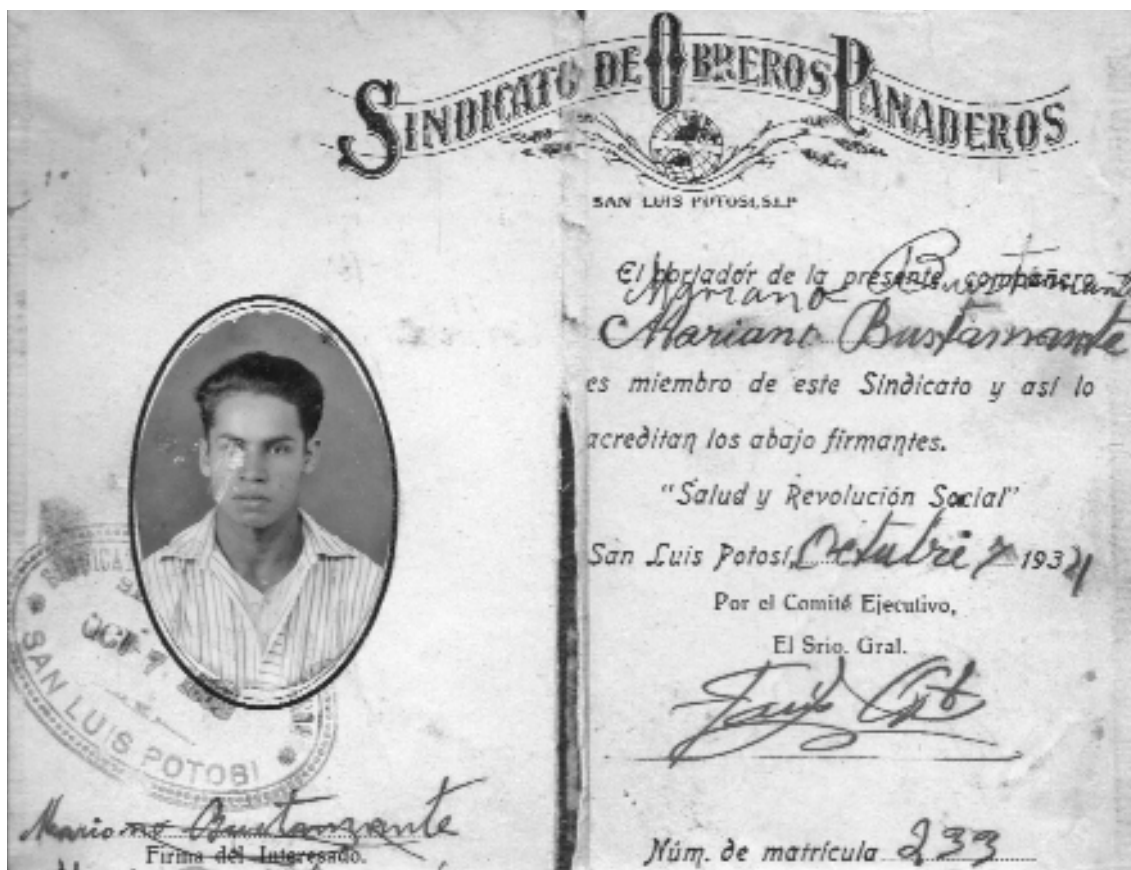 SINDICATO DE OBREROS PANADEROS
SAN LUIS POTOSI, S.L.P
El portador de la presente, compañero
Mariano Bustamante
Mariano Bustamante
es miembro de este Sindicato y así lo
acreditan los abajo firmantes.
"Salud y Revolución Social"
San Luis Potosí, Octubre 7 1934
Por el Comité Ejecutivo,
El Srio. Gral.
Núm. de matrícula 233
OCT 7
SAN LUIS POTOSI
Mariano Bustamante
Firma del Interesado.